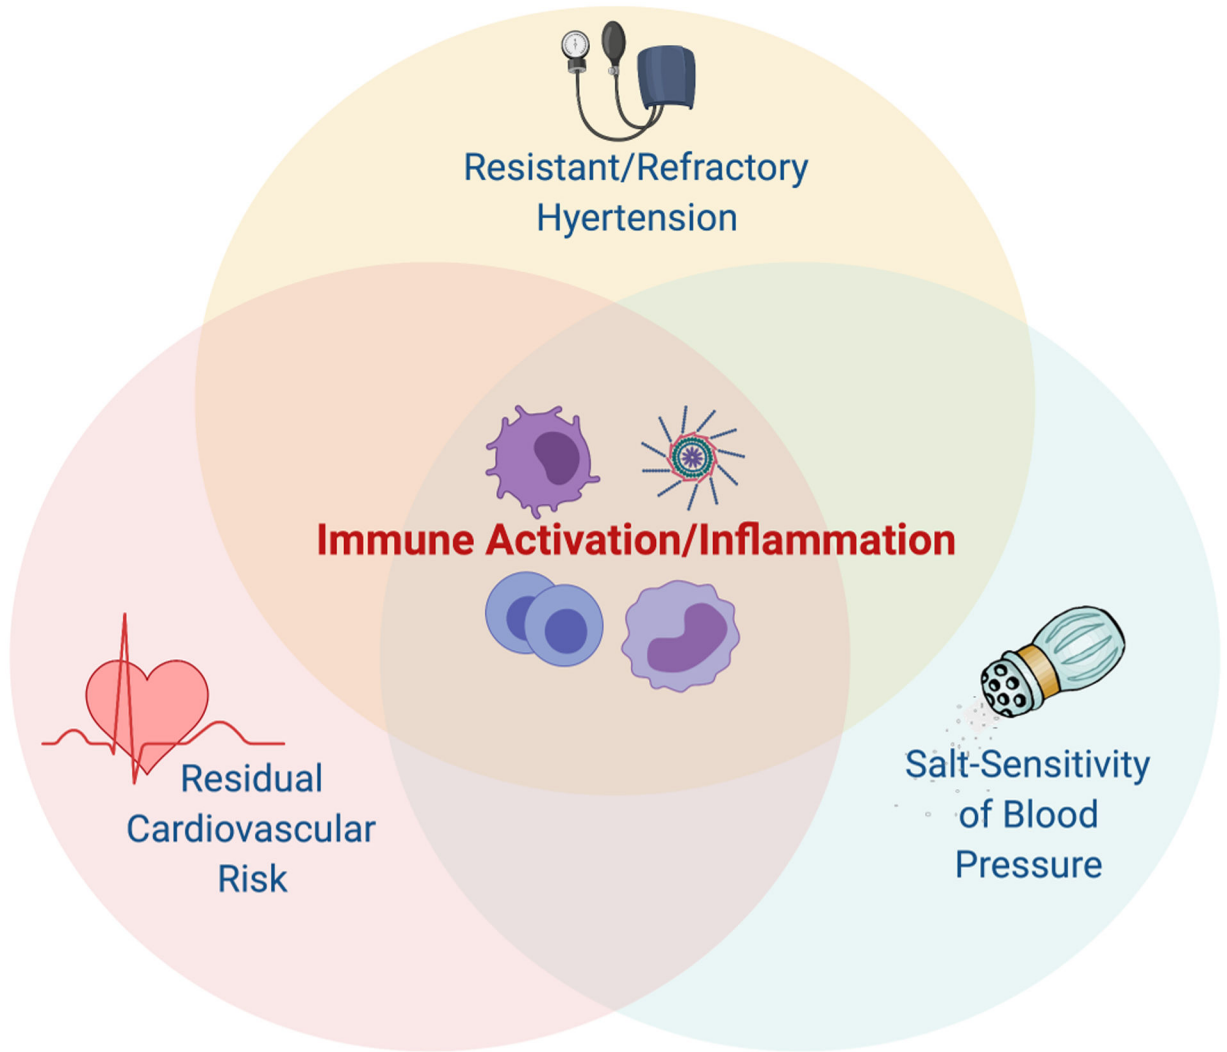 Resistant/Refractory
Hyertension
Immune Activation/Inflammation
Residual
Cardiovascular
Risk
Salt-Sensitivity
of Blood
Pressure